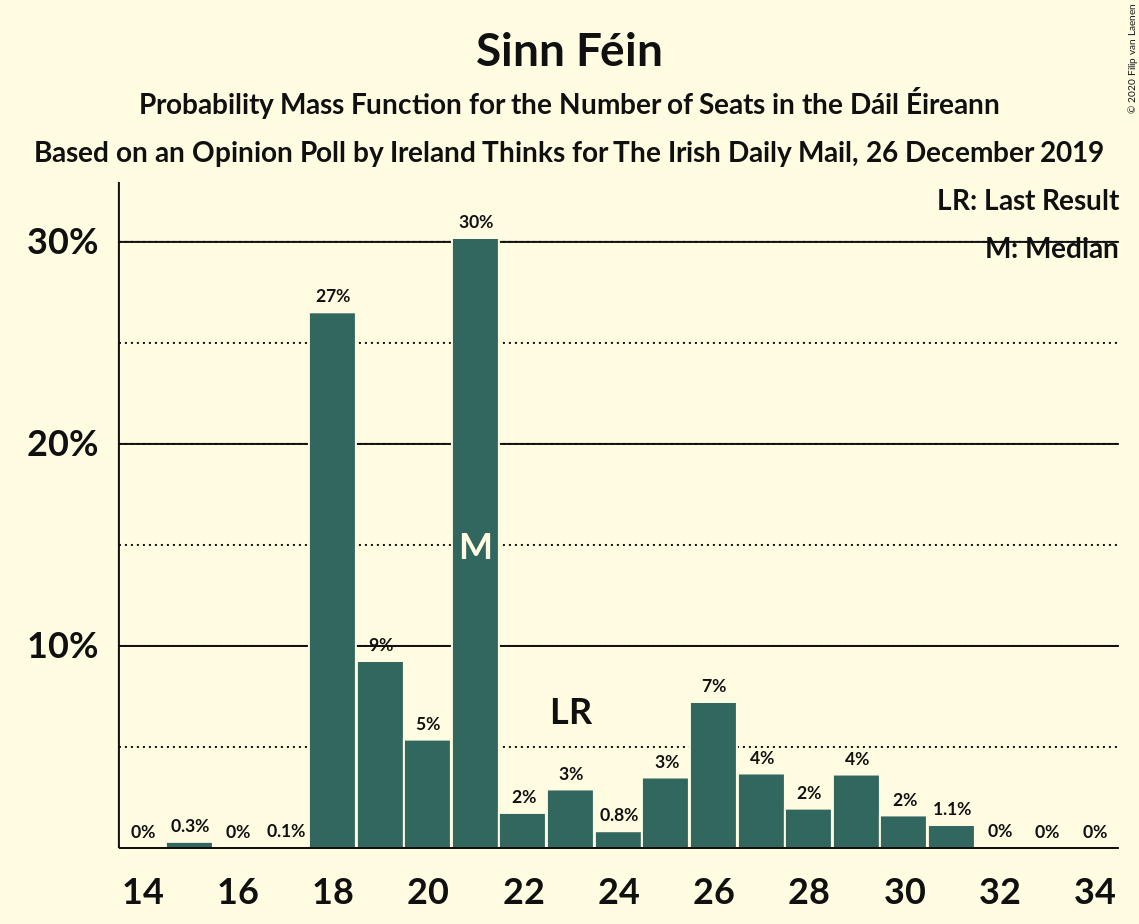 © 2020 Filip van Laenen
Sinn Féin
Probability Mass Function for the Number of Seats in the Dáil Éireann
Based on an Opinion Poll by Ireland Thinks for The Irish Daily Mail, 26 December 2019
LR: Last Result
M: Median
30%
20%
10%
0% 0.3% 0% 0.1% 27% 9% 5% 30% 2% 3% 0.8% 3% 7% 4% 2% 4% 2% 1.1% 0% 0% 0%
M
LR
14 16 18 20 22 24 26 28 30 32 34